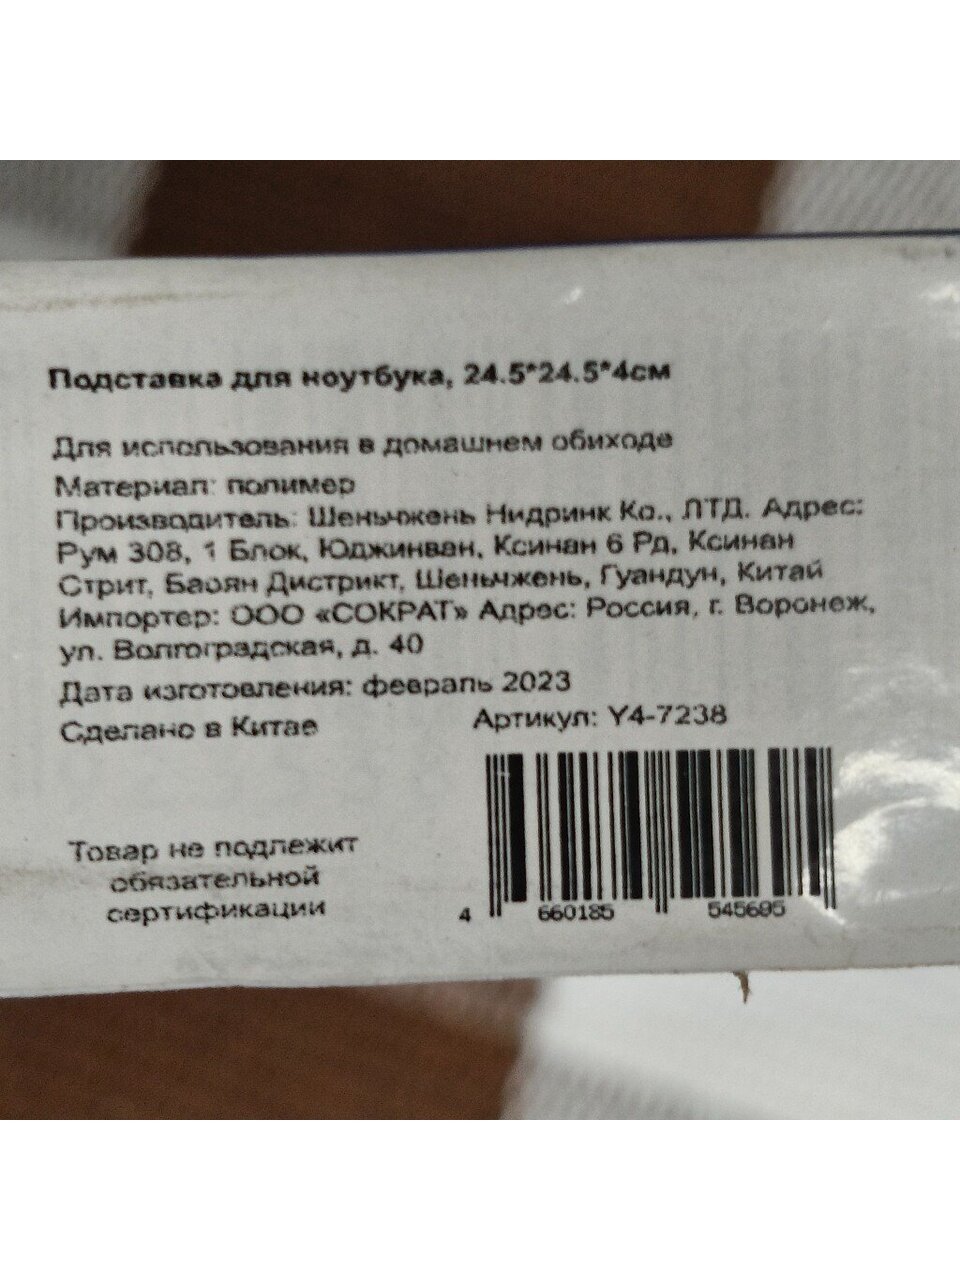 Подставка для ноутбука, 24.5*24.5*4см
Для использования в домашнем обиходе
Материал: полимер
Производитель: Шеньчжень Нидринк Ко., ЛТД. Адрес:
Рум 308, 1 Блок, Юджинван, Ксинан 6 Рд, Ксинан
Стрит, Баоян Дистрикт, Шеньчжень, Гуандун, Китай
Импортер: ООО «СОКРАТ» Адрес: Россия, г. Воронеж,
ул. Волгоградская, д. 40
Дата изготовления: февраль 2023
Сделано в Китае
Артикул: Y4-7238
Товар не подлежит
обязательной
сертификации
4 660185 545695